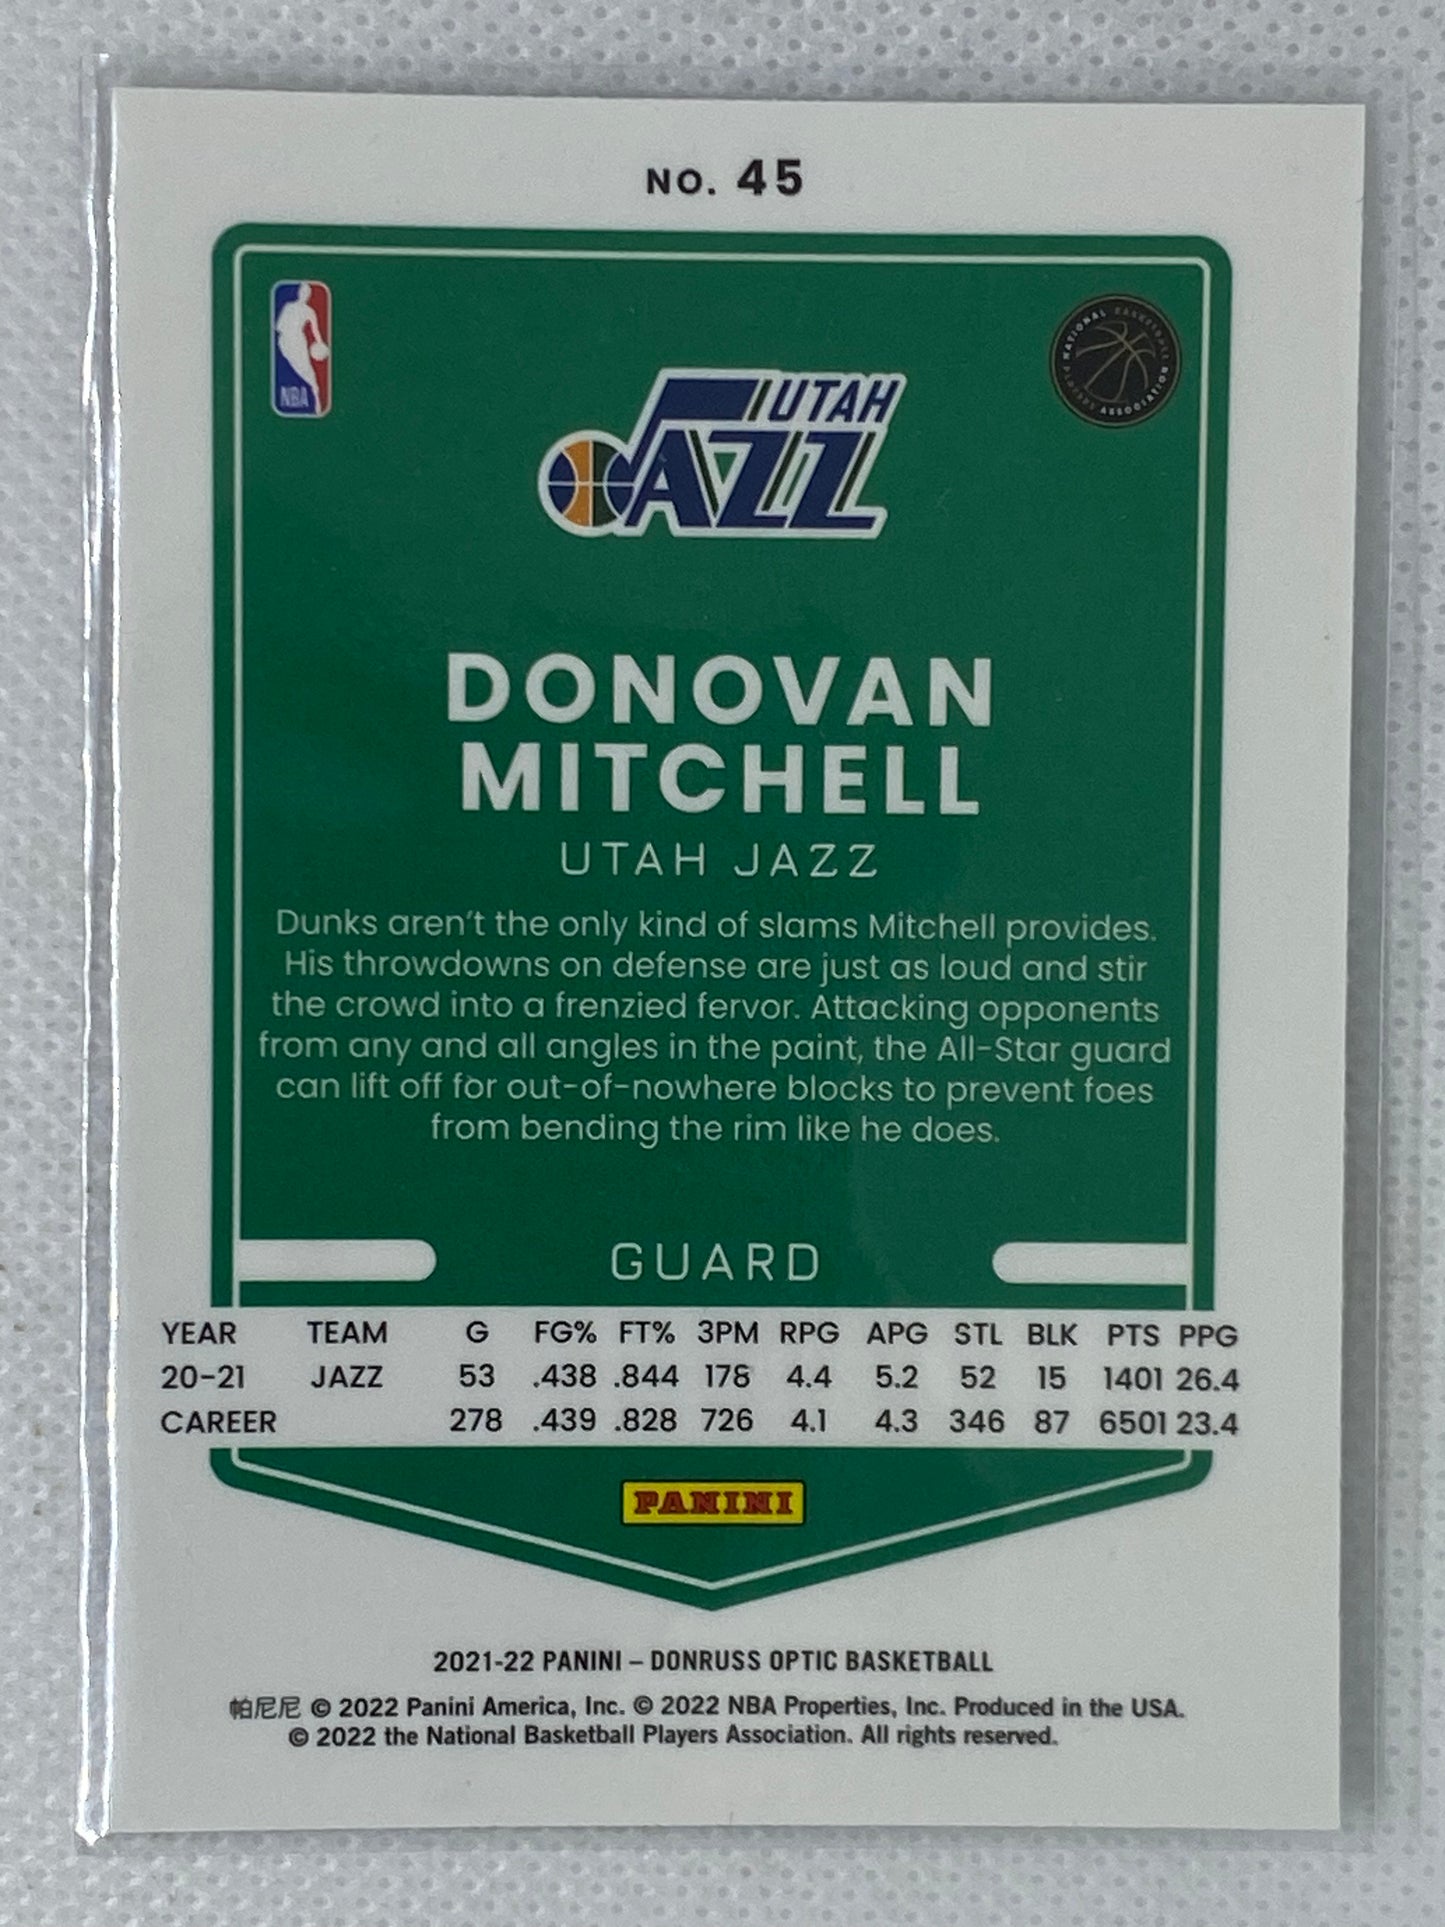 NO. 45
NBA
NATIONAL BASKETBALL PLAYERS ASSOCIATION
UTAH
JAZZ
DONOVAN
MITCHELL
UTAH JAZZ
Dunks aren't the only kind of slams Mitchell provides.
His throwdowns on defense are just as loud and stir
the crowd into a frenzied fervor. Attacking opponents
from any and all angles in the paint, the All-Star guard
can lift off for out-of-nowhere blocks to prevent foes
from bending the rim like he does.
GUARD
YEAR TEAM G FG% FT% 3PM RPG APG STL BLK PTS PPG
20-21 JAZZ 53 .438 .844 178 4.4 5.2 52 15 1401 26.4
CAREER 278 .439 .828 726 4.1 4.3 346 87 6501 23.4
PANINI
2021-22 PANINI – DONRUSS OPTIC BASKETBALL
帕尼尼 © 2022 Panini America, Inc. © 2022 NBA Properties, Inc. Produced in the USA.
© 2022 the National Basketball Players Association. All rights reserved.